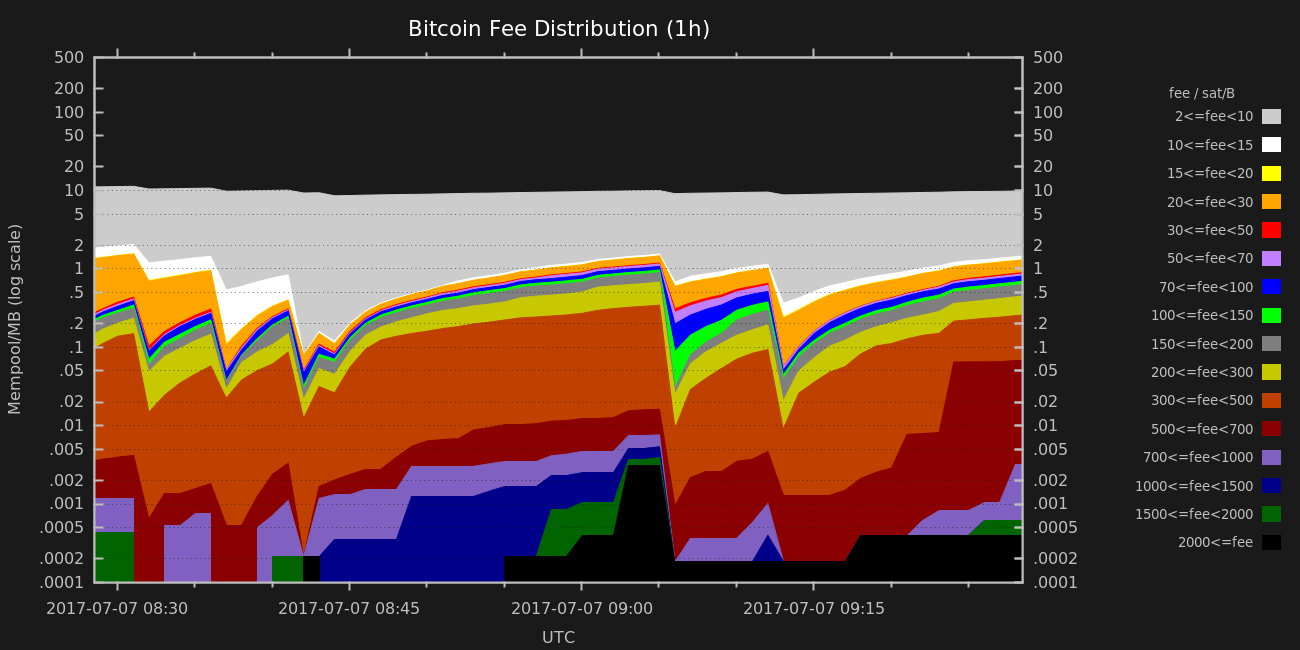 Bitcoin Fee Distribution (1h)
Mempool/MB (log scale)
500
200
100
50
20
10
5
2
1
.5
.2
.1
.05
.02
.01
.005
.002
.001
.0005
.0002
.0001
500
200
100
50
20
10
5
2
1
.5
.2
.1
.05
.02
.01
.005
.002
.001
.0005
.0002
.0001
2017-07-07 08:30
2017-07-07 08:45
2017-07-07 09:00
2017-07-07 09:15
UTC
fee / sat/B
2<=fee<10
10<=fee<15
15<=fee<20
20<=fee<30
30<=fee<50
50<=fee<70
70<=fee<100
100<=fee<150
150<=fee<200
200<=fee<300
300<=fee<500
500<=fee<700
700<=fee<1000
1000<=fee<1500
1500<=fee<2000
2000<=fee